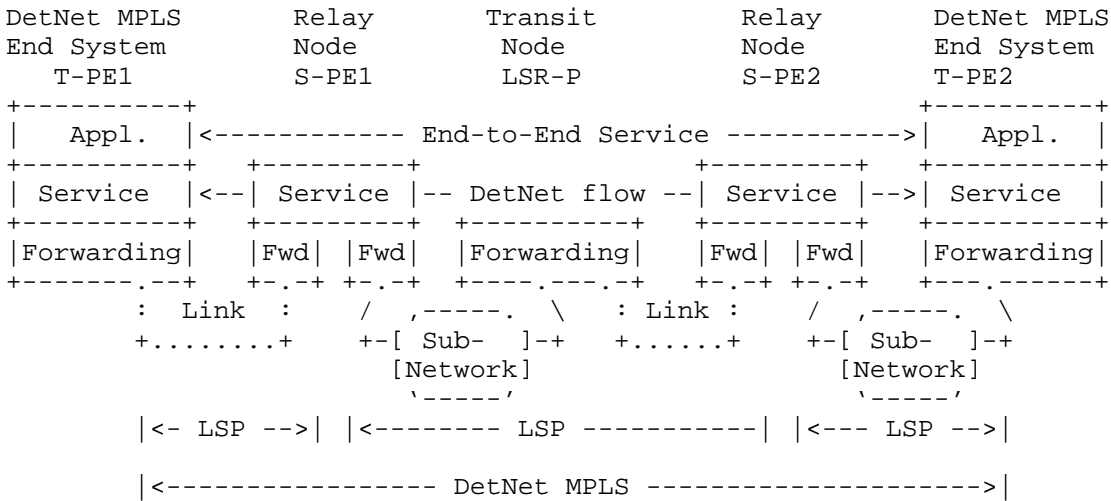 DetNet MPLS       Relay       Transit         Relay       DetNet MPLS
End System        Node         Node           Node        End System
   T-PE1          S-PE1        LSR-P          S-PE2       T-PE2
+----------+                                             +----------+
|   Appl.  |<------------ End-to-End Service ----------->|   Appl.  |
+----------+   +---------+                 +---------+   +----------+
| Service  |<--| Service |-- DetNet flow --| Service |-->| Service  |
+----------+   +---------+  +----------+   +---------+   +----------+
|Forwarding|   |Fwd| |Fwd|  |Forwarding|   |Fwd| |Fwd|   |Forwarding|
+-------.--+   +-.-+ +-.-+  +----.---.-+   +-.-+ +-.-+   +---.------+
        :  Link  :    /  ,-----.  \   : Link :    /  ,-----.  \
        +........+    +-[ Sub-  ]-+   +......+    +-[ Sub-  ]-+
                        [Network]                   [Network]
                         `-----'                     `-----'
        |<- LSP -->| |<-------- LSP -----------| |<--- LSP -->|
        |<----------------- DetNet MPLS --------------------->|